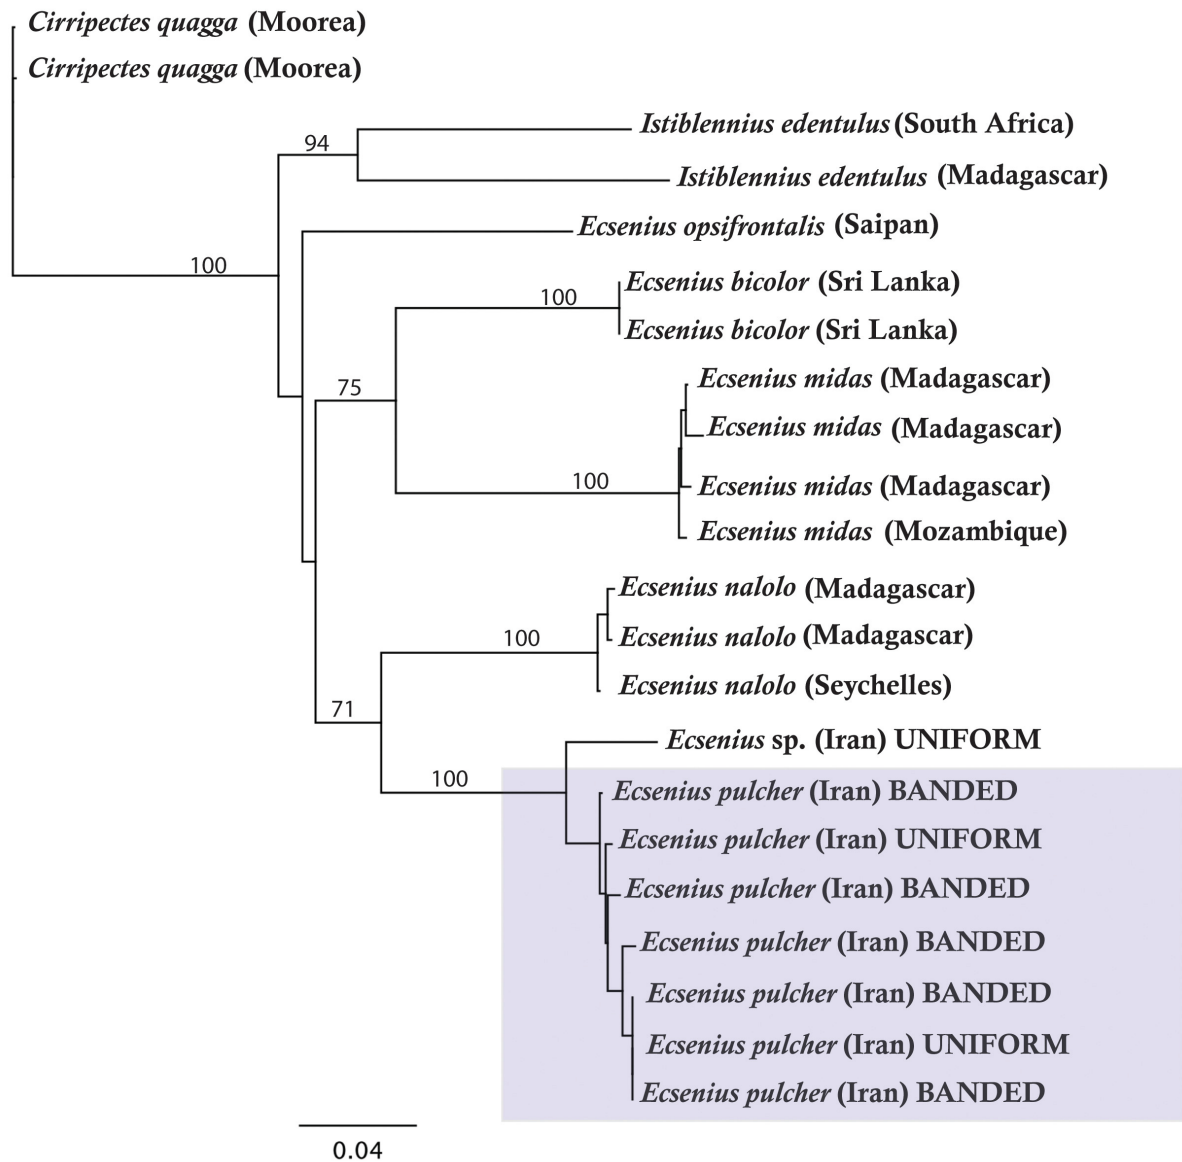 Cirripectes quagga (Moorea)
Cirripectes quagga (Moorea)
94
Istiblennius edentulus (South Africa)
Istiblennius edentulus (Madagascar)
Ecsenius opsifrontalis (Saipan)
100
Ecsenius bicolor (Sri Lanka)
100
Ecsenius bicolor (Sri Lanka)
Ecsenius midas (Madagascar)
75
Ecsenius midas (Madagascar)
100
Ecsenius midas (Madagascar)
Ecsenius midas (Mozambique)
Ecsenius nalolo (Madagascar)
100
Ecsenius nalolo (Madagascar)
Ecsenius nalolo (Seychelles)
71
Ecsenius sp. (Iran) UNIFORM
100
Ecsenius pulcher (Iran) BANDED
Ecsenius pulcher (Iran) UNIFORM
Ecsenius pulcher (Iran) BANDED
Ecsenius pulcher (Iran) BANDED
Ecsenius pulcher (Iran) BANDED
Ecsenius pulcher (Iran) UNIFORM
Ecsenius pulcher (Iran) BANDED
0.04